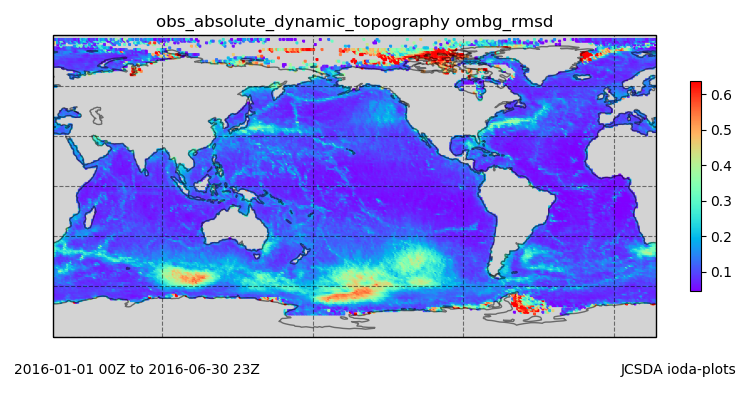 obs_absolute_dynamic_topography ombg_rmsd
0.6
0.5
0.4
0.3
0.2
0.1
2016-01-01 00Z to 2016-06-30 23Z
JCSDA ioda-plots